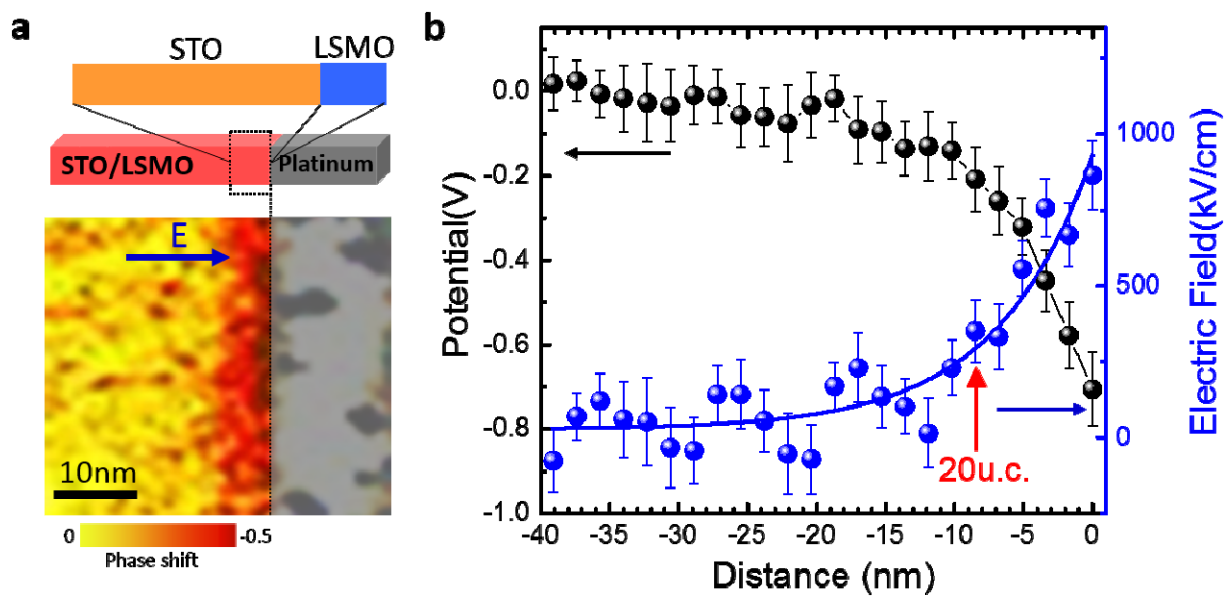 a
STO LSMO
STO/LSMO Platinum
E
10nm
0 -0.5
Phase shift
b
Potential(V)
0.0
-0.2
-0.4
-0.6
-0.8
-1.0
20u.c.
1000
500
0
Electric Field(kV/cm)
-40 -35 -30 -25 -20 -15 -10 -5 0
Distance (nm)